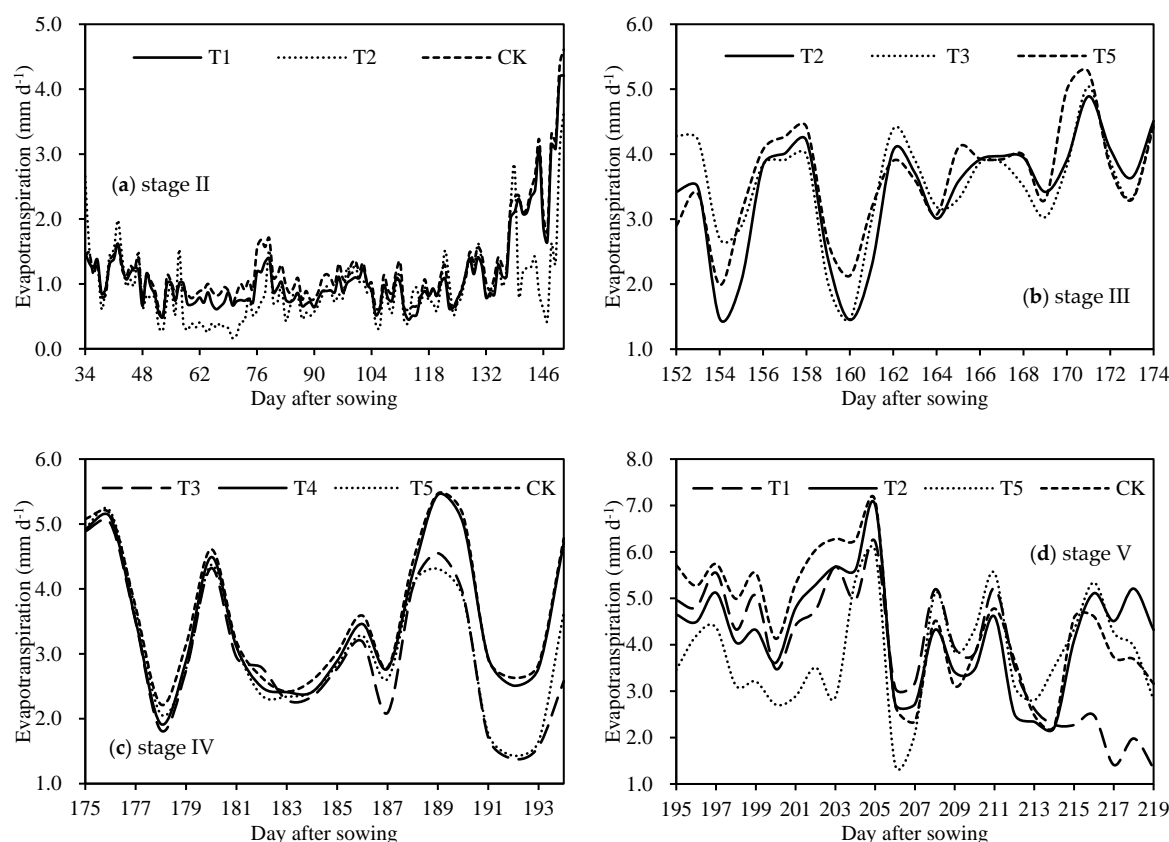 5.0
4.0
3.0
2.0
1.0
0.0
Evapotranspiration (mm d-1)
T1 T2 CK
(a) stage II
34 48 62 76 90 104 118 132 146
Day after sowing
6.0
5.0
4.0
3.0
2.0
1.0
Evapotranspiration (mm d-1)
T2 T3 T5
(b) stage III
152 154 156 158 160 162 164 166 168 170 172 174
Day after sowing
6.0
5.0
4.0
3.0
2.0
1.0
Evapotranspiration (mm d-1)
T3 T4 T5 CK
(c) stage IV
175 177 179 181 183 185 187 189 191 193
Day after sowing
8.0
7.0
6.0
5.0
4.0
3.0
2.0
1.0
Evapotranspiration (mm d-1)
T1 T2 T5 CK
(d) stage V
195 197 199 201 203 205 207 209 211 213 215 217 219
Day after sowing